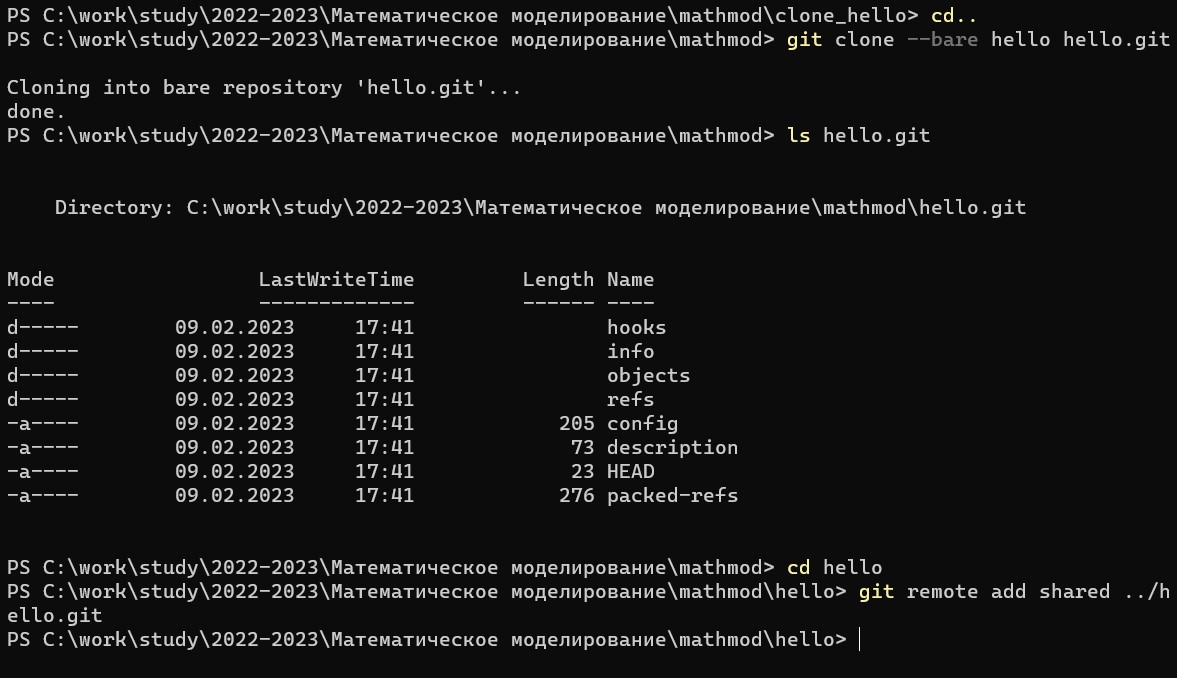 PS C:\work\study\2022-2023\Математическое моделирование\mathmod\clone_hello> cd..
PS C:\work\study\2022-2023\Математическое моделирование\mathmod> git clone --bare hello hello.git
Cloning into bare repository 'hello.git'...
done.
PS C:\work\study\2022-2023\Математическое моделирование\mathmod> ls hello.git
    Directory: C:\work\study\2022-2023\Математическое моделирование\mathmod\hello.git
Mode                 LastWriteTime         Length Name
----                 -------------         ------ ----
d-----        09.02.2023     17:41                hooks
d-----        09.02.2023     17:41                info
d-----        09.02.2023     17:41                objects
d-----        09.02.2023     17:41                refs
-a----        09.02.2023     17:41            205 config
-a----        09.02.2023     17:41             73 description
-a----        09.02.2023     17:41             23 HEAD
-a----        09.02.2023     17:41            276 packed-refs
PS C:\work\study\2022-2023\Математическое моделирование\mathmod> cd hello
PS C:\work\study\2022-2023\Математическое моделирование\mathmod\hello> git remote add shared ../h
ello.git
PS C:\work\study\2022-2023\Математическое моделирование\mathmod\hello>